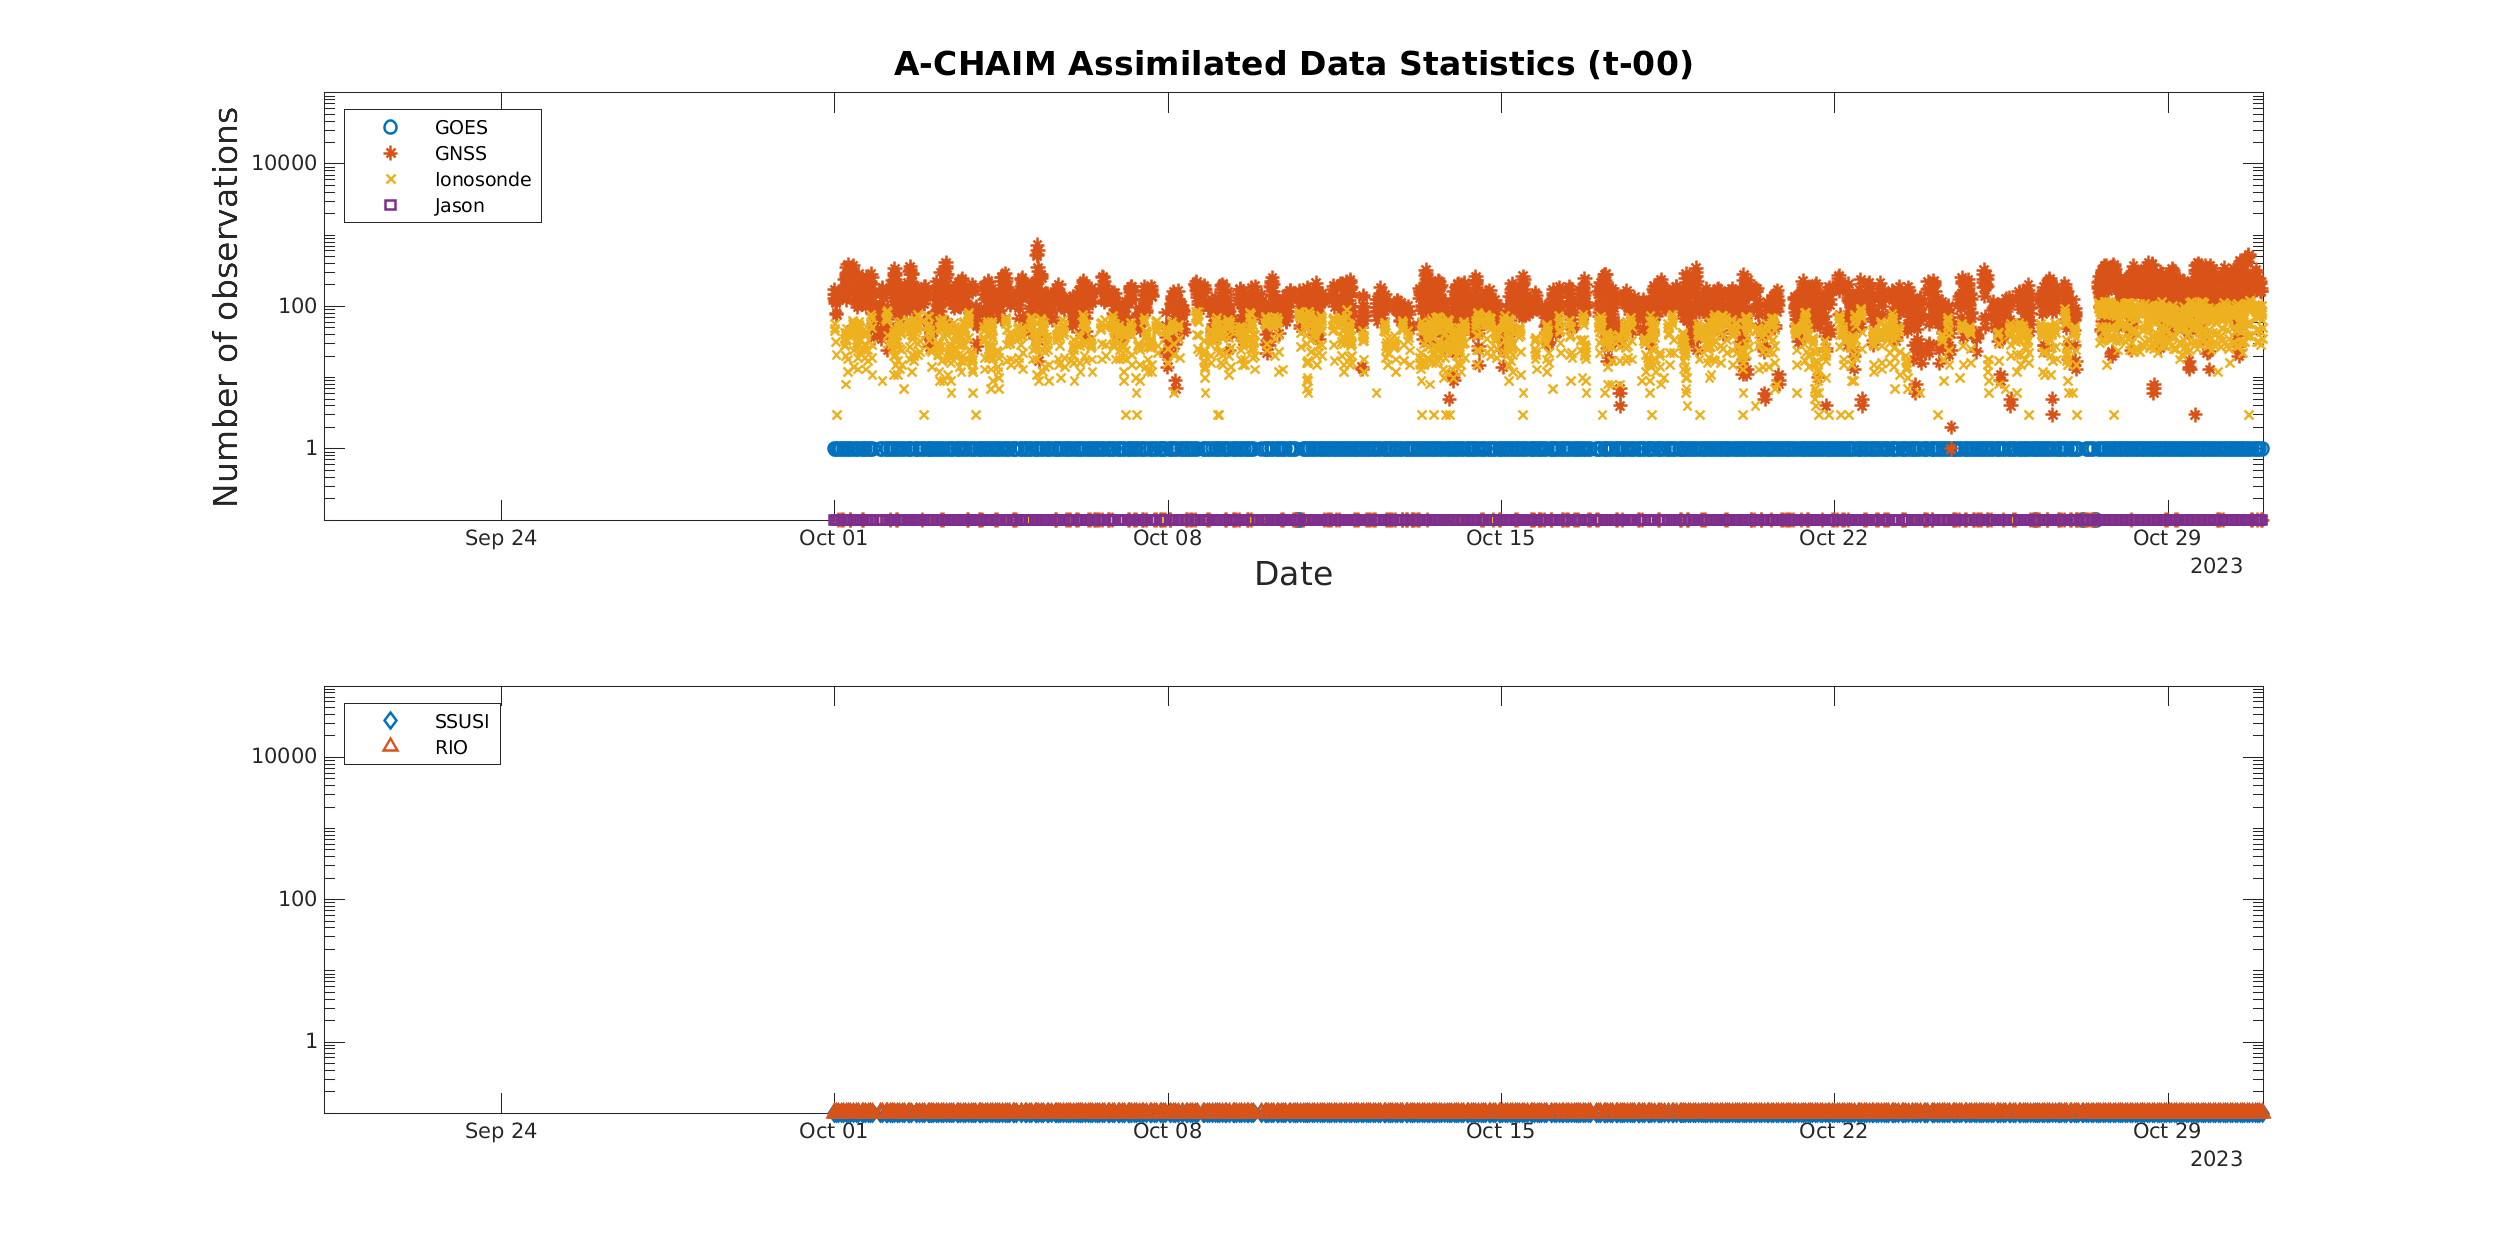 A-CHAIM Assimilated Data Statistics (t-00)
Number of observations
10000
100
1
GOES
GNSS
Ionosonde
Jason
Sep 24
Oct 01
Oct 08
Oct 15
Oct 22
Oct 29
2023
Date
10000
100
1
SSUSI
RIO
Sep 24
Oct 01
Oct 08
Oct 15
Oct 22
Oct 29
2023